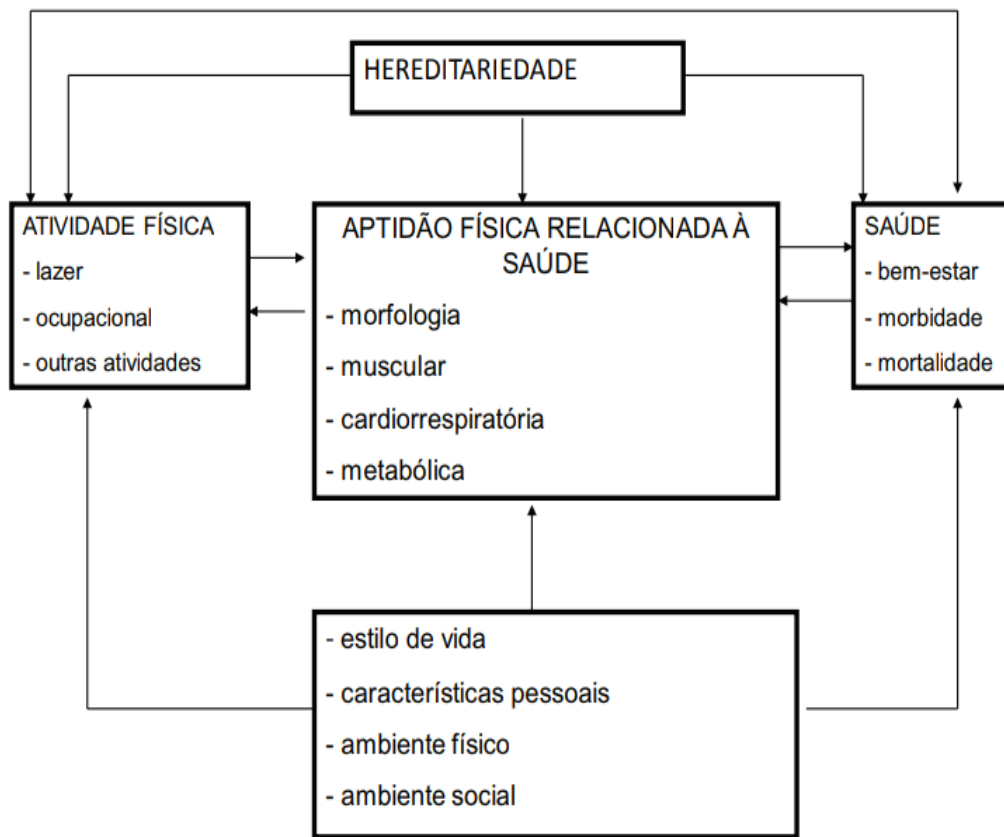 HEREDITARIEDADE
ATIVIDADE FÍSICA
- lazer
- ocupacional
- outras atividades
APTIDÃO FÍSICA RELACIONADA À
SAÚDE
- morfologia
- muscular
- cardiorrespiratória
- metabólica
SAÚDE
- bem-estar
- morbidade
- mortalidade
- estilo de vida
- características pessoais
- ambiente físico
- ambiente social